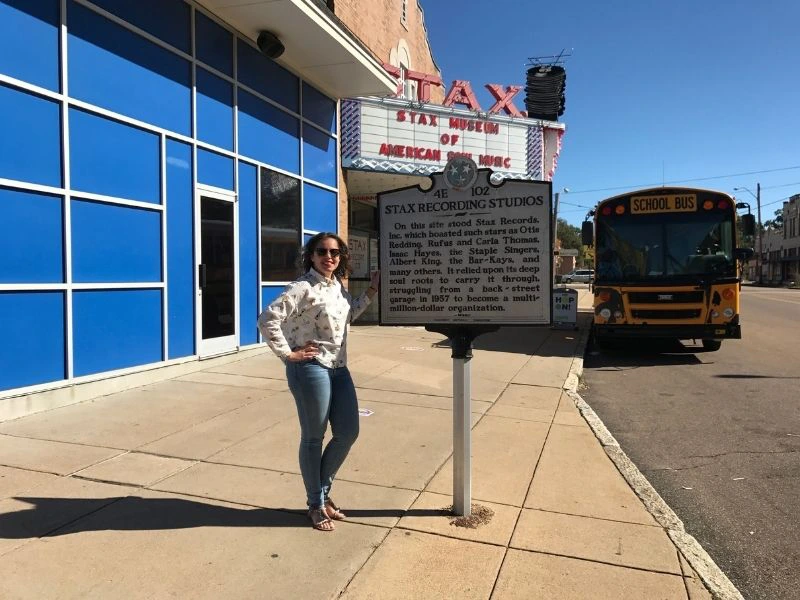 STAX
STAX MUSEUM
OF
AMERICAN SOUL MUSIC
4E 102
STAX RECORDING STUDIOS
On this site stood Stax Records,
Inc. which boasted such stars as Otis
Redding, Rufus and Carla Thomas,
Isaac Hayes, the Staple Singers,
Albert King, the Bar-Kays, and
many others. It relied upon its deep
soul roots to carry it through,
struggling from a back-street
garage in 1957 to become a multi-
million-dollar organization.
SCHOOL BUS
STAX
SHOP
ON!